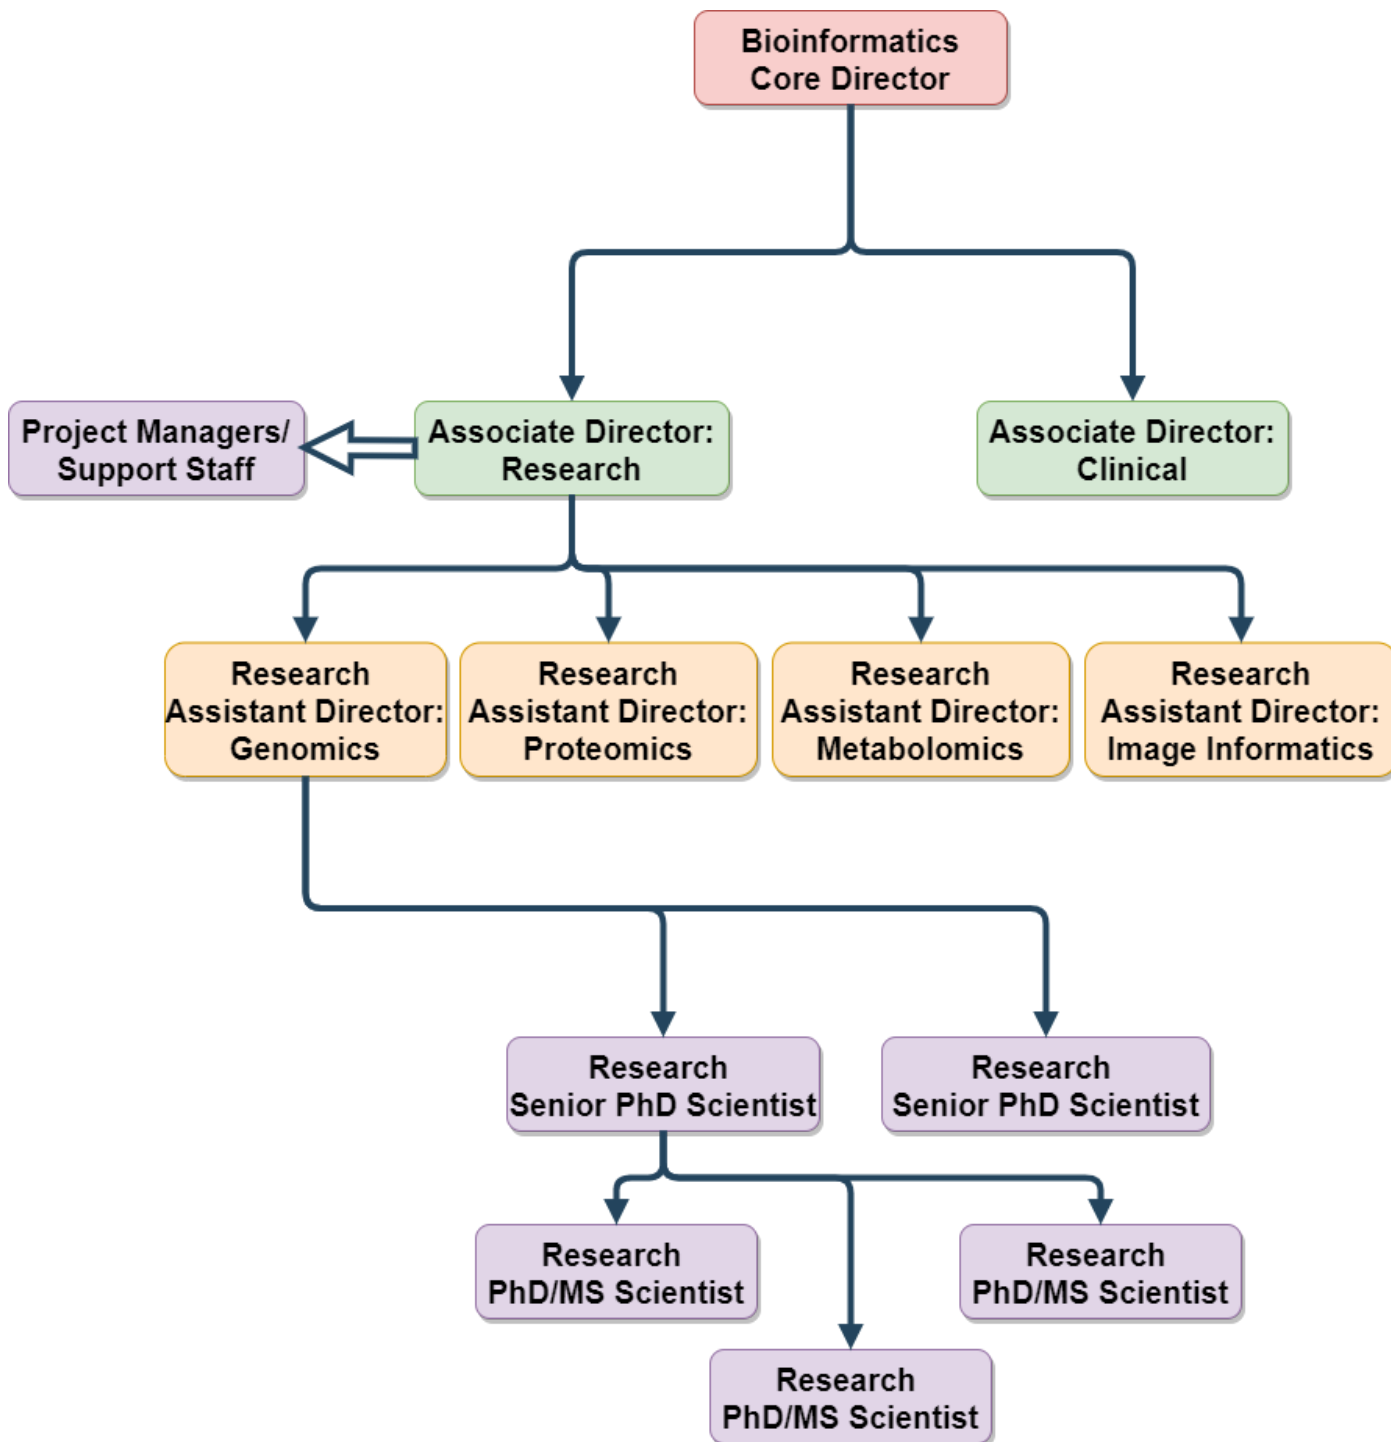 Bioinformatics
Core Director
Project Managers/
Support Staff
Associate Director:
Research
Associate Director:
Clinical
Research
Assistant Director:
Genomics
Research
Assistant Director:
Proteomics
Research
Assistant Director:
Metabolomics
Research
Assistant Director:
Image Informatics
Research
Senior PhD Scientist
Research
Senior PhD Scientist
Research
PhD/MS Scientist
Research
PhD/MS Scientist
Research
PhD/MS Scientist